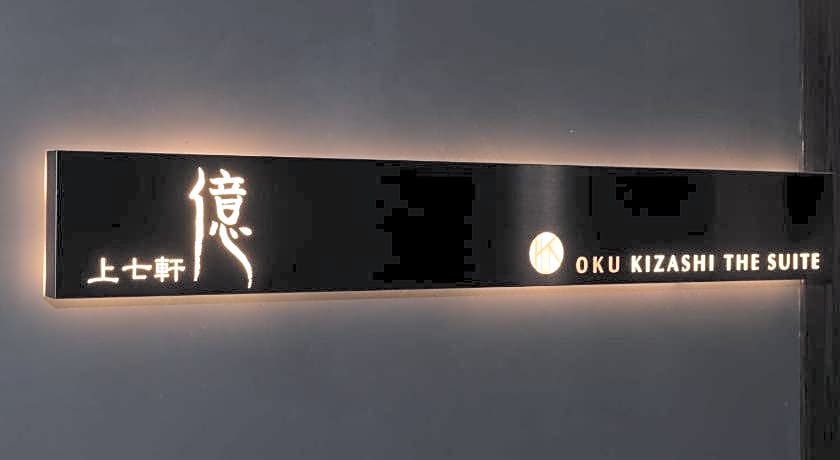 上七軒 億
OKU KIZASHI THE SUITE